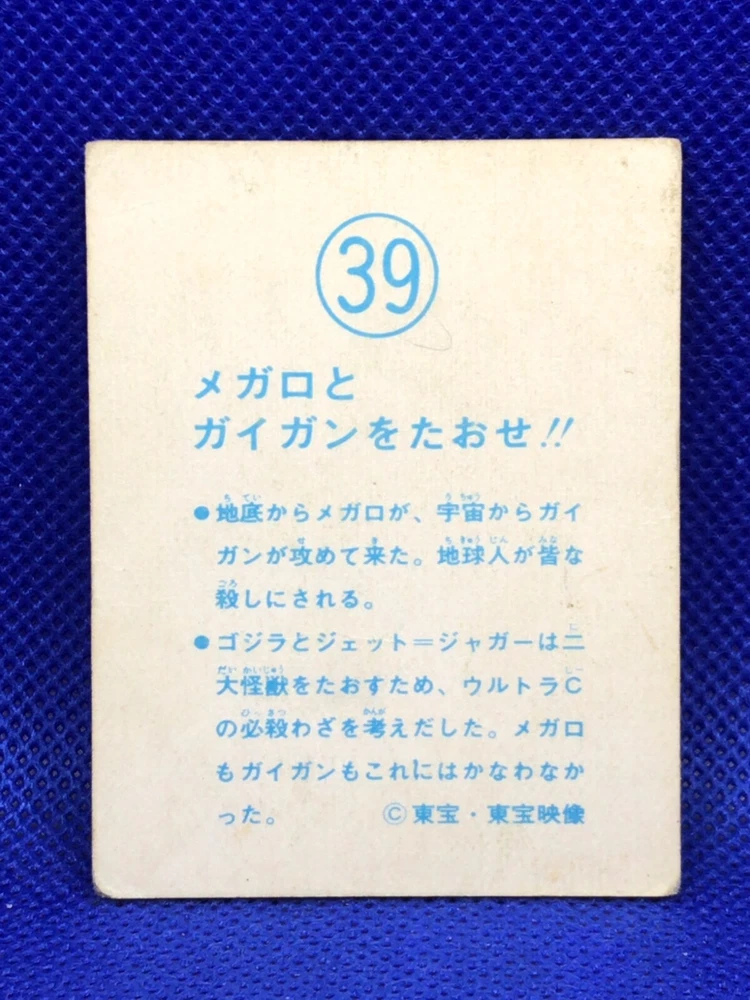 39
メガロと
ガイガンをたおせ!!
●地底からメガロが、宇宙からガイ
ガンが攻めて来た。地球人が皆な
殺しにされる。
●ゴジラとジェット=ジャガーは二
大怪獣をたおすため、ウルトラC
の必殺わざを考えだした。メガロ
もガイガンもこれにはかなわなか
った。 ©東宝・東宝映像